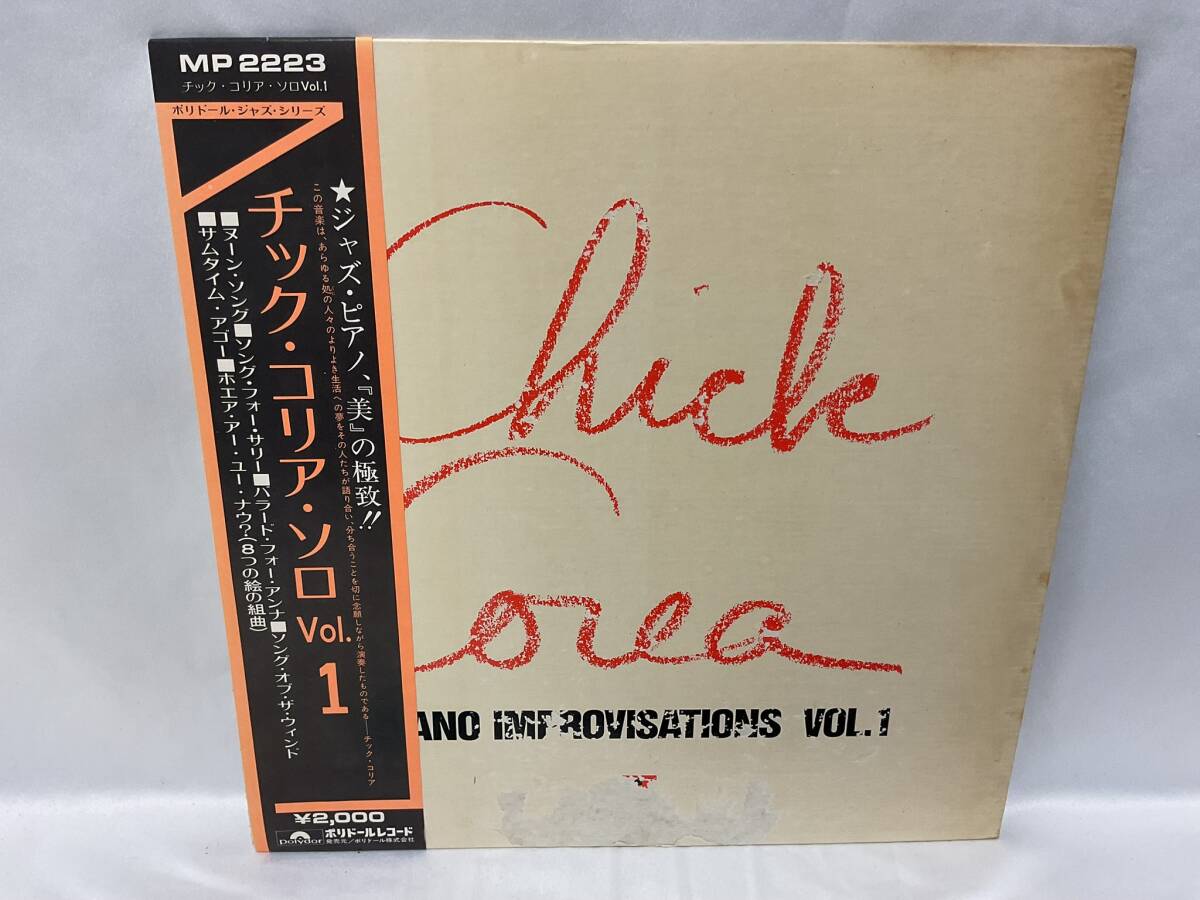 MP 2223
チック・コリア・ソロVol.1
ポリドール・ジャズ・シリーズ
★ジャズ・ピアノ、『美』の極致!!
この音楽は、あらゆる処の人々のよりよき生活への夢をその人たちが語り合い、分ち合うことを切に念願しながら演奏したものである——チック・コリア
チック・コリア・ソロ Vol. 1
■ヌーン・ソング■ソング・フォー・サリー■バラード・フォー・アンナ■ソング・オブ・ザ・ウィンド
■サムタイム・アゴー■ホエア・アー・ユー・ナウ?(8つの絵の組曲)
¥2,000
polydor ポリドールレコード
発売元/ポリドール株式会社
Chick
Corea
ANO IMPROVISATIONS VOL.1